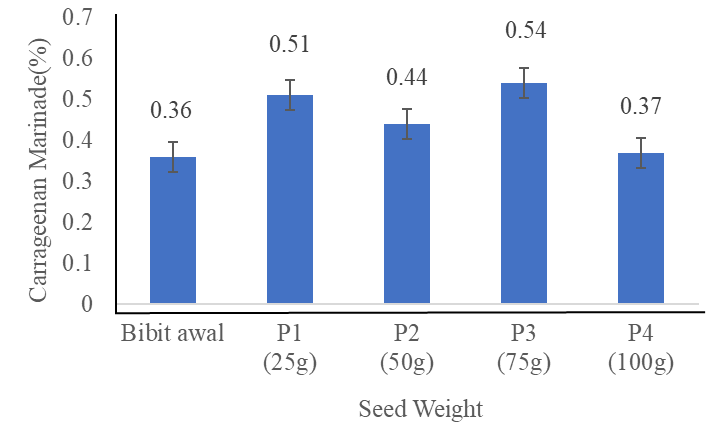 Carrageenan Marinade(%)
0.7
0.6
0.5
0.4
0.3
0.2
0.1
0
0.36
0.51
0.44
0.54
0.37
Bibit awal
P1
(25g)
P2
(50g)
P3
(75g)
P4
(100g)
Seed Weight